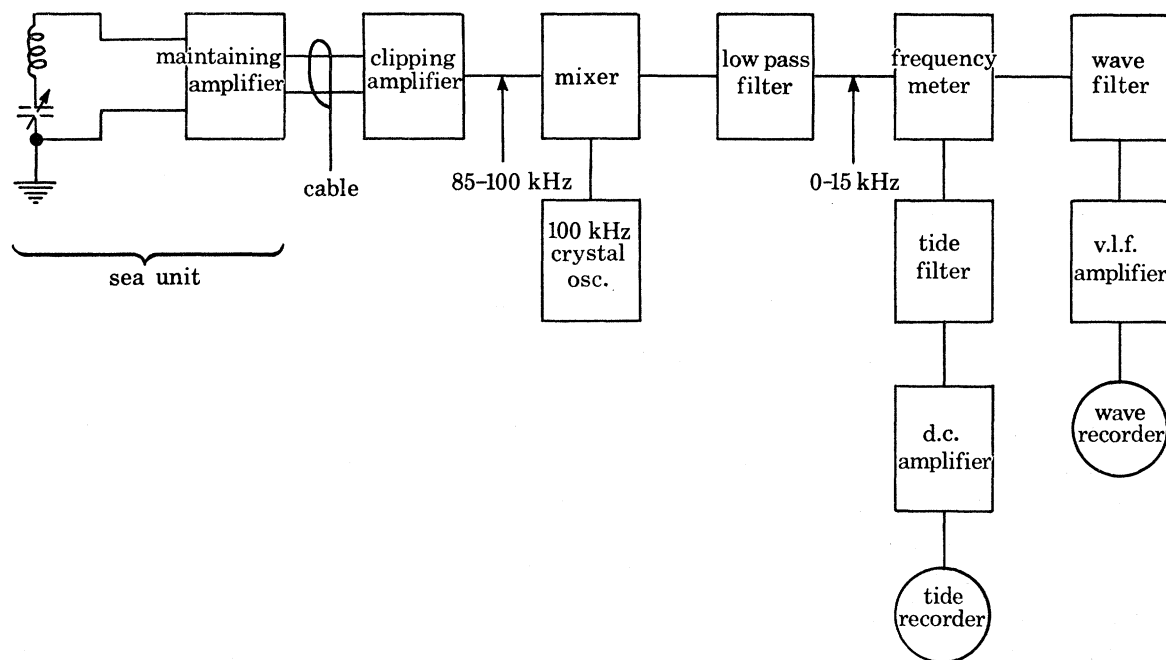 maintaining
amplifier
clipping
amplifier
mixer
low pass
filter
frequency
meter
wave
filter
cable
85–100 kHz
0-15 kHz
sea unit
100 kHz
crystal
osc.
tide
filter
v.l.f.
amplifier
d.c.
amplifier
wave
recorder
tide
recorder